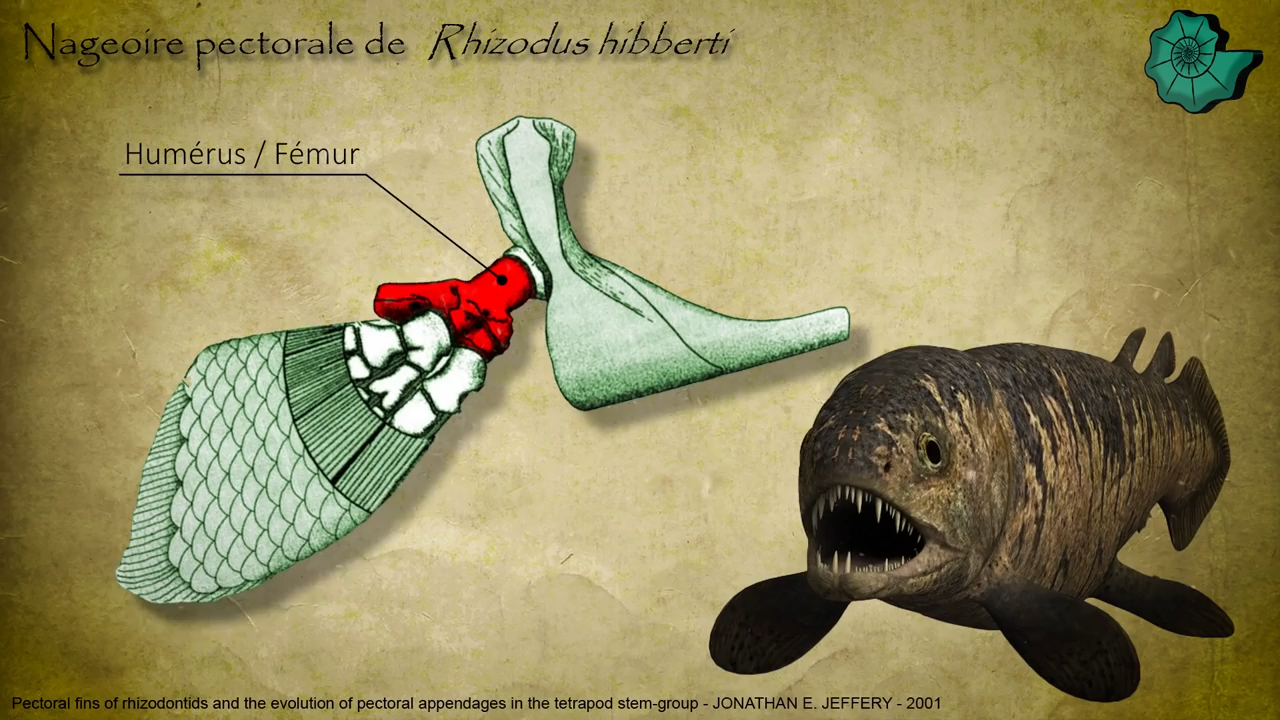 Nageoire pectorale de Rhizodus hibberti
Humérus / Fémur
Pectoral fins of rhizodontids and the evolution of pectoral appendages in the tetrapod stem-group - JONATHAN E. JEFFERY - 2001